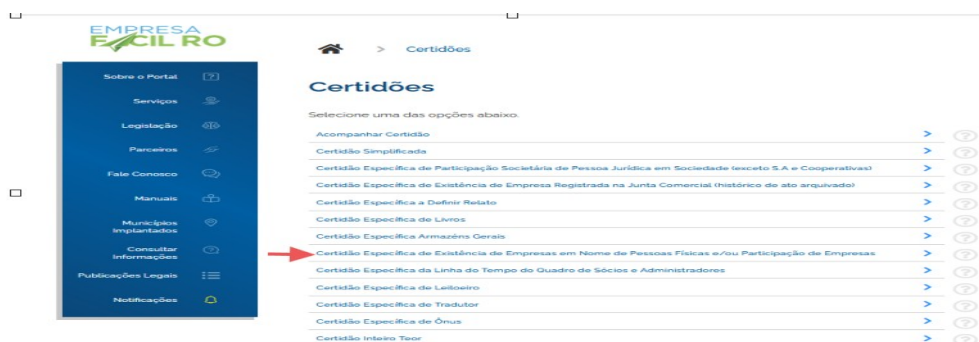 EMPRESA
FÁCIL RO
Sobre o Portal
Serviços
Legislação
Parceiros
Fale Conosco
Manuais
Municípios
Implantados
Consultar
Informações
Publicações Legais
Notificações
> Certidões
Certidões
Selecione uma das opções abaixo.
Acompanhar Certidão
Certidão Simplificada
Certidão Específica de Participação Societária de Pessoa Jurídica em Sociedade (exceto S.A e Cooperativas)
Certidão Específica de Existência de Empresa Registrada na Junta Comercial (histórico de ato arquivado)
Certidão Específica a Definir Relato
Certidão Específica de Livros
Certidão Específica Armazéns Gerais
Certidão Específica de Existência de Empresas em Nome de Pessoas Físicas e/ou Participação de Empresas
Certidão Específica da Linha do Tempo do Quadro de Sócios e Administradores
Certidão Específica de Leiloeiro
Certidão Específica de Tradutor
Certidão Específica de Ônus
Certidão Inteiro Teor